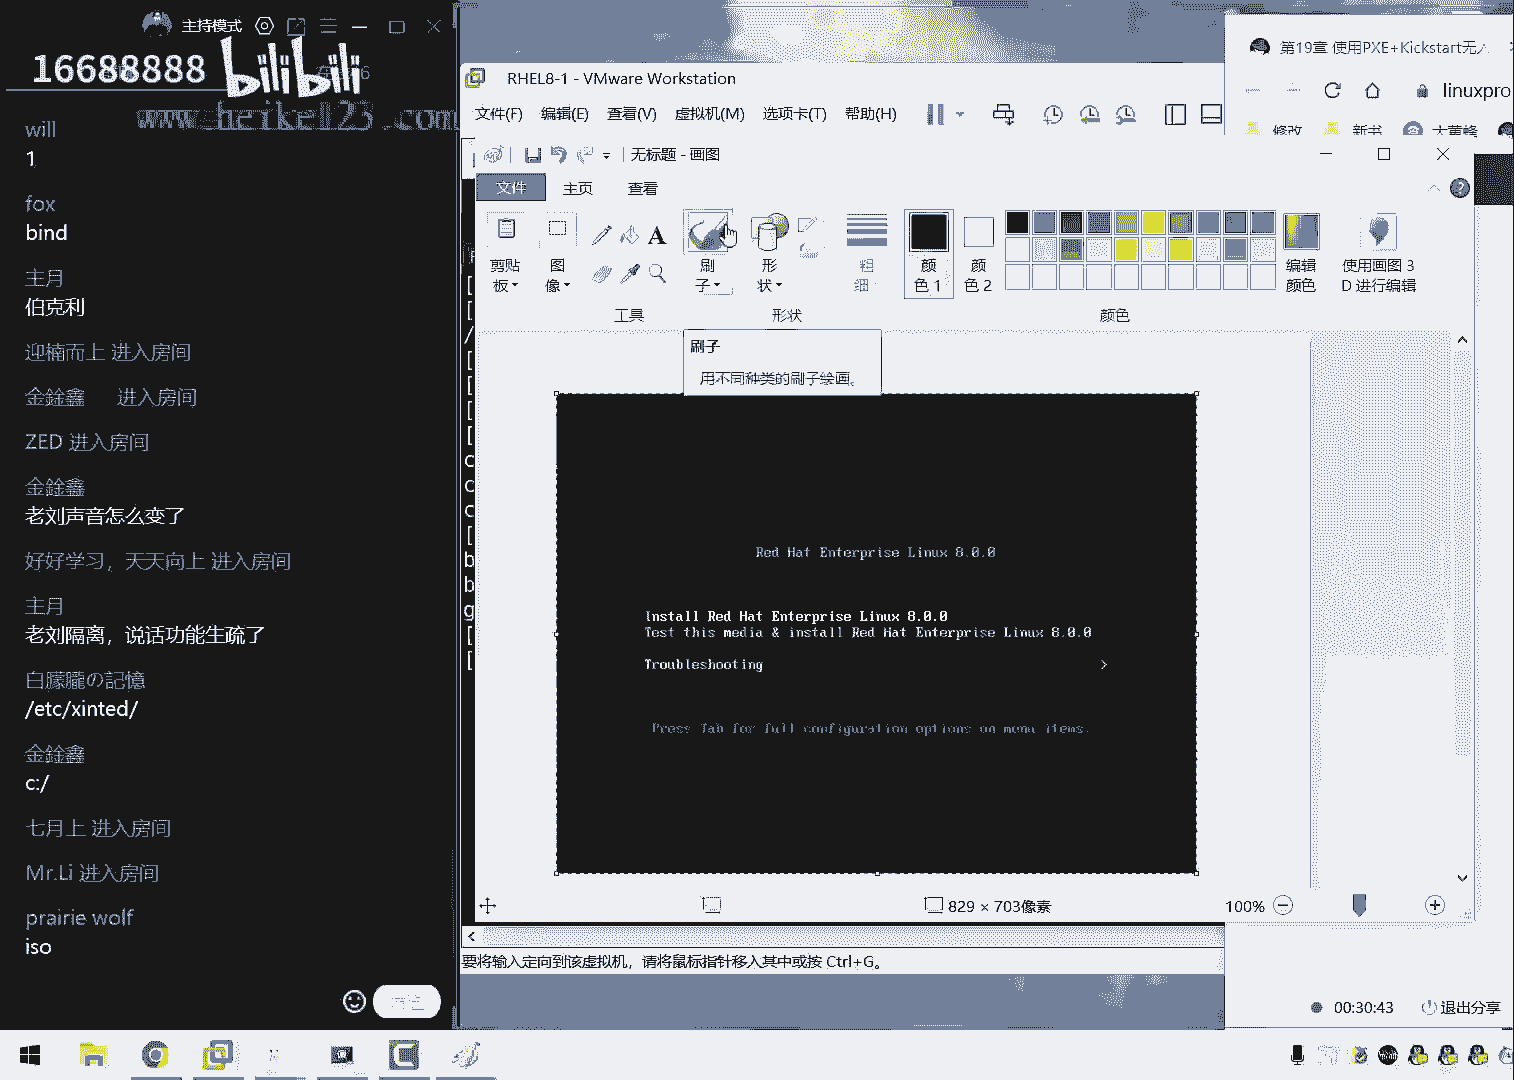 主持模式
16688888 bilibili
www.heike123.com
will
1
fox
bind
主月
伯克利
迎楠而上 进入房间
金銓鑫 进入房间
ZED 进入房间
金銓鑫
老刘声音怎么变了
好好学习，天天向上 进入房间
主月
老刘隔离，说话功能生疏了
白朦朧の記憶
/etc/xinted/
金銓鑫
c:/
七月上 进入房间
Mr.Li 进入房间
prairie wolf
iso
RHEL8-1 - VMware Workstation
文件(F) 编辑(E) 查看(V) 虚拟机(M) 选项卡(T) 帮助(H)
第19章 使用PXE+Kickstart无人
linuxpro
修改 新书 大黄蜂
无标题 - 画图
文件 主页 查看
剪贴板 图像 刷子 形状 粗细 颜色 1 颜色 2 编辑颜色 使用画图 3D 进行编辑
工具 形状 颜色
刷子
用不同种类的刷子绘画。
Red Hat Enterprise Linux 8.0.0
Install Red Hat Enterprise Linux 8.0.0
Test this media & install Red Hat Enterprise Linux 8.0.0
Troubleshooting >
Press Tab for full configuration options on menu items.
829 × 703像素 100%
要将输入定向到该虚拟机，请将鼠标指针移入其中或按 Ctrl+G。
00:30:43 退出分享